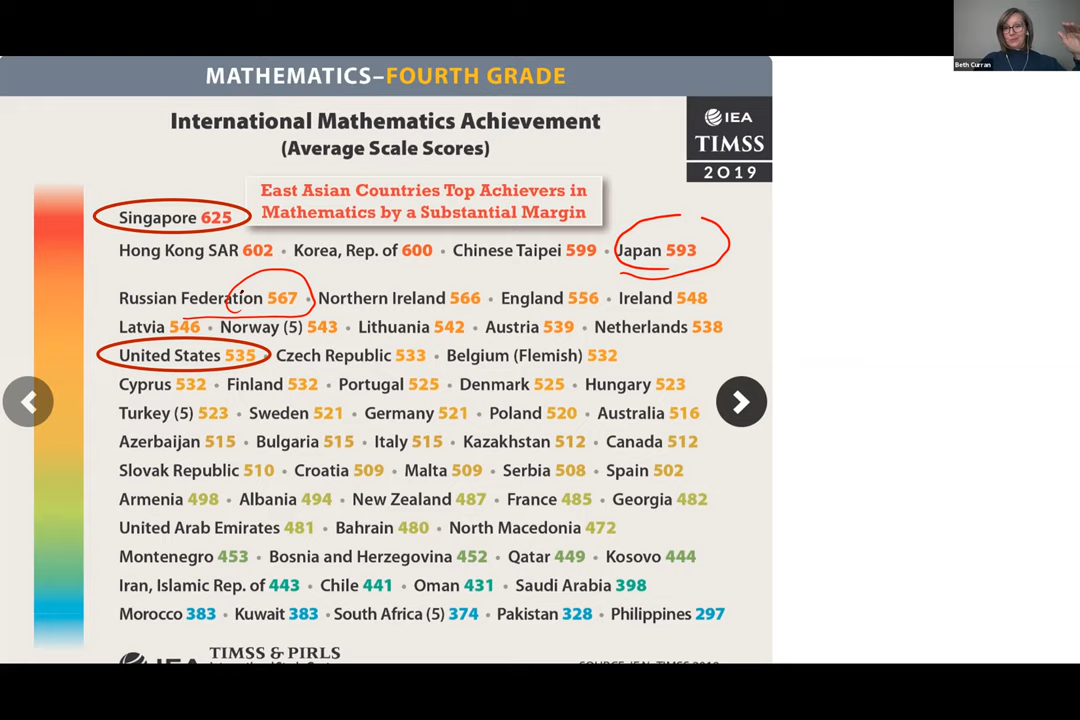 Beth Curran
MATHEMATICS–FOURTH GRADE
International Mathematics Achievement
(Average Scale Scores)
IEA
TIMSS
2019
East Asian Countries Top Achievers in
Mathematics by a Substantial Margin
Singapore 625
Hong Kong SAR 602 • Korea, Rep. of 600 • Chinese Taipei 599 • Japan 593
Russian Federation 567 • Northern Ireland 566 • England 556 • Ireland 548
Latvia 546 • Norway (5) 543 • Lithuania 542 • Austria 539 • Netherlands 538
United States 535 • Czech Republic 533 • Belgium (Flemish) 532
Cyprus 532 • Finland 532 • Portugal 525 • Denmark 525 • Hungary 523
Turkey (5) 523 • Sweden 521 • Germany 521 • Poland 520 • Australia 516
Azerbaijan 515 • Bulgaria 515 • Italy 515 • Kazakhstan 512 • Canada 512
Slovak Republic 510 • Croatia 509 • Malta 509 • Serbia 508 • Spain 502
Armenia 498 • Albania 494 • New Zealand 487 • France 485 • Georgia 482
United Arab Emirates 481 • Bahrain 480 • North Macedonia 472
Montenegro 453 • Bosnia and Herzegovina 452 • Qatar 449 • Kosovo 444
Iran, Islamic Rep. of 443 • Chile 441 • Oman 431 • Saudi Arabia 398
Morocco 383 • Kuwait 383 • South Africa (5) 374 • Pakistan 328 • Philippines 297
IEA TIMSS & PIRLS